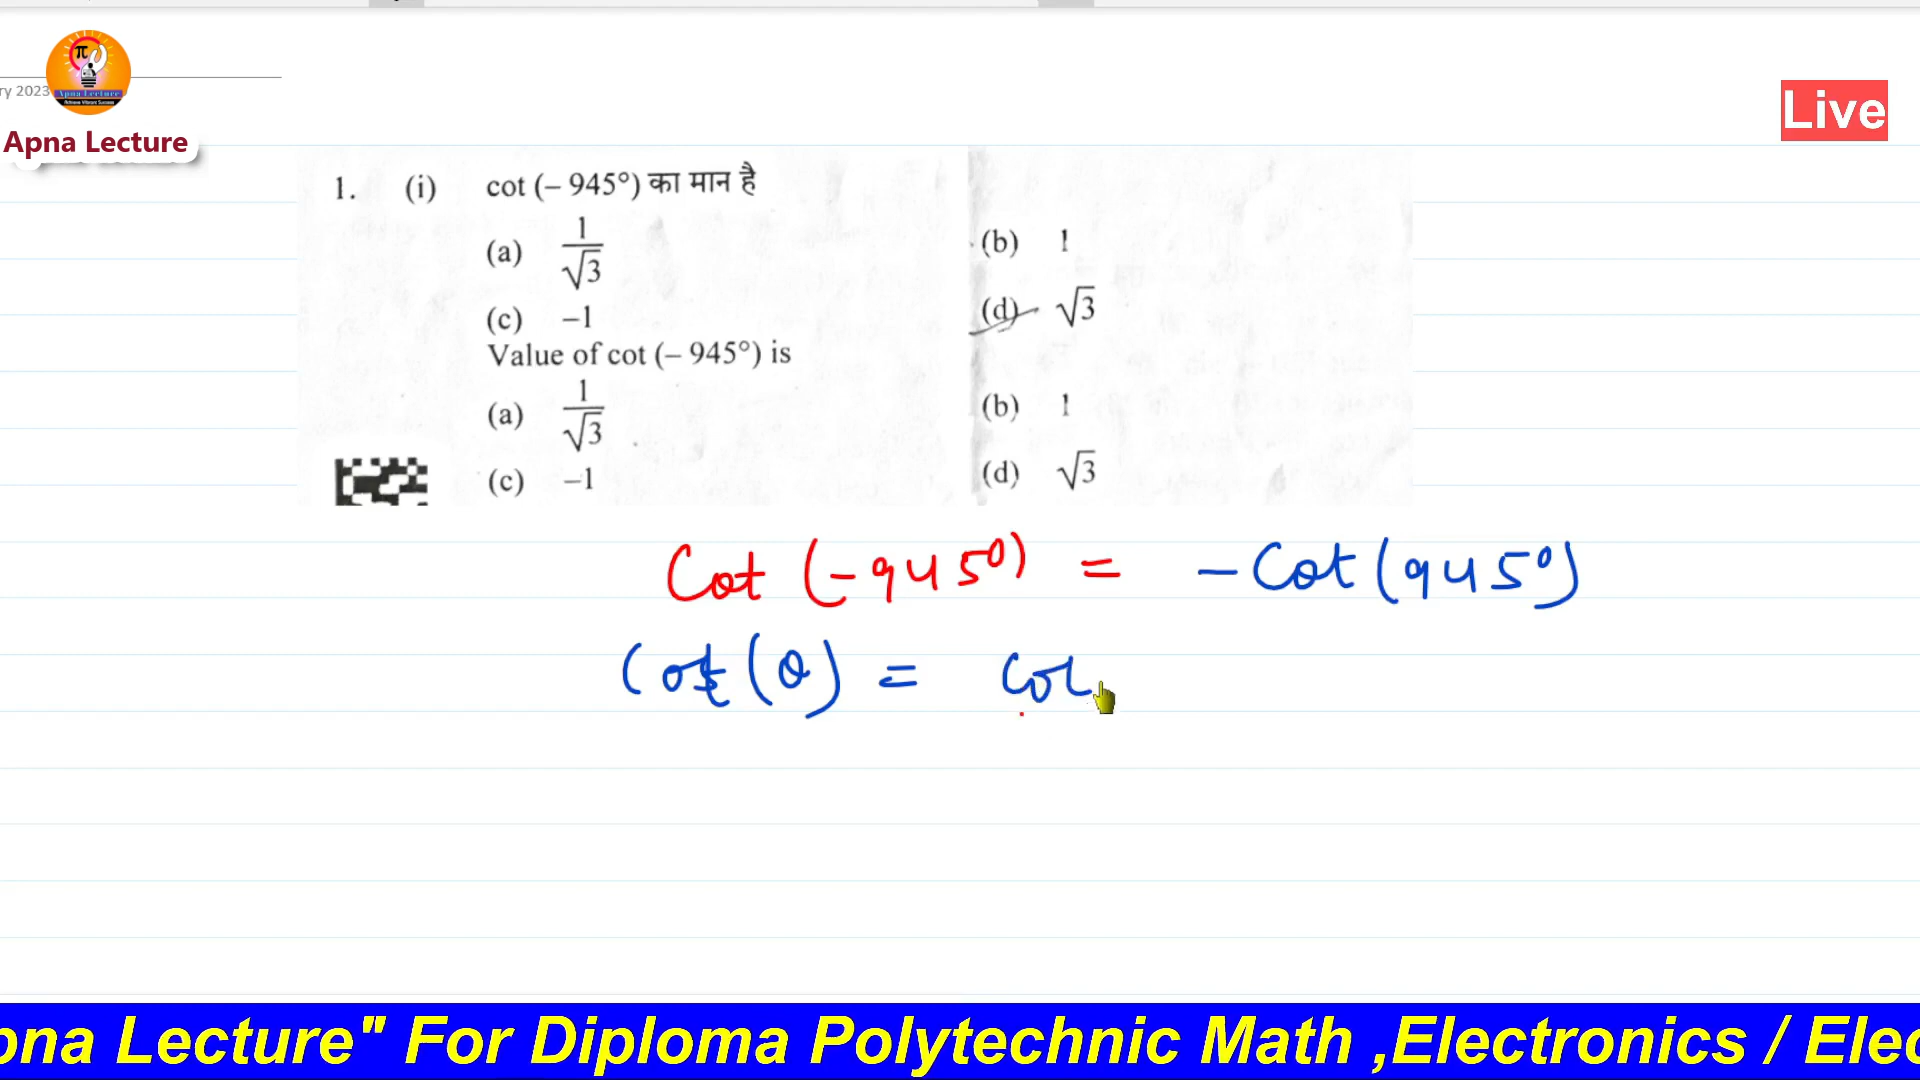 ry 2023
Apna Lecture
Live
1. (i) cot (– 945°) का मान है
(a) 1/√3 (b) 1
(c) –1 (d) √3
Value of cot (– 945°) is
(a) 1/√3 (b) 1
(c) –1 (d) √3
Cot (-945°) = -Cot (945°)
Cot (θ) = Cot
pna Lecture" For Diploma Polytechnic Math ,Electronics / Elec